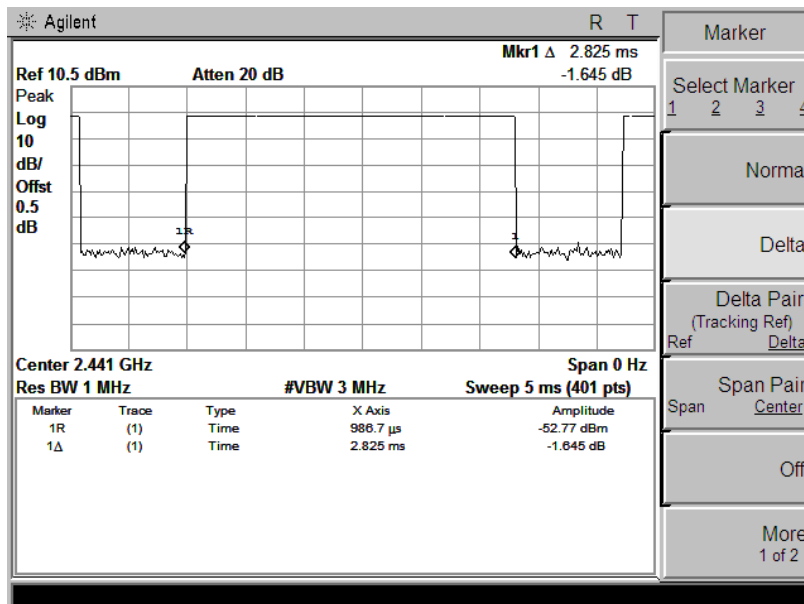 Agilent R T
Mkr1 Δ 2.825 ms
Ref 10.5 dBm Atten 20 dB -1.645 dB
Peak
Log
10
dB/
Offst
0.5
dB
1R
1
Center 2.441 GHz Span 0 Hz
Res BW 1 MHz #VBW 3 MHz Sweep 5 ms (401 pts)
Marker Trace Type X Axis Amplitude
1R (1) Time 986.7 μs -52.77 dBm
1Δ (1) Time 2.825 ms -1.645 dB
Marker
Select Marker
1 2 3 4
Norma
Delta
Delta Pair
(Tracking Ref)
Ref Delta
Span Pair
Span Center
Off
More
1 of 2